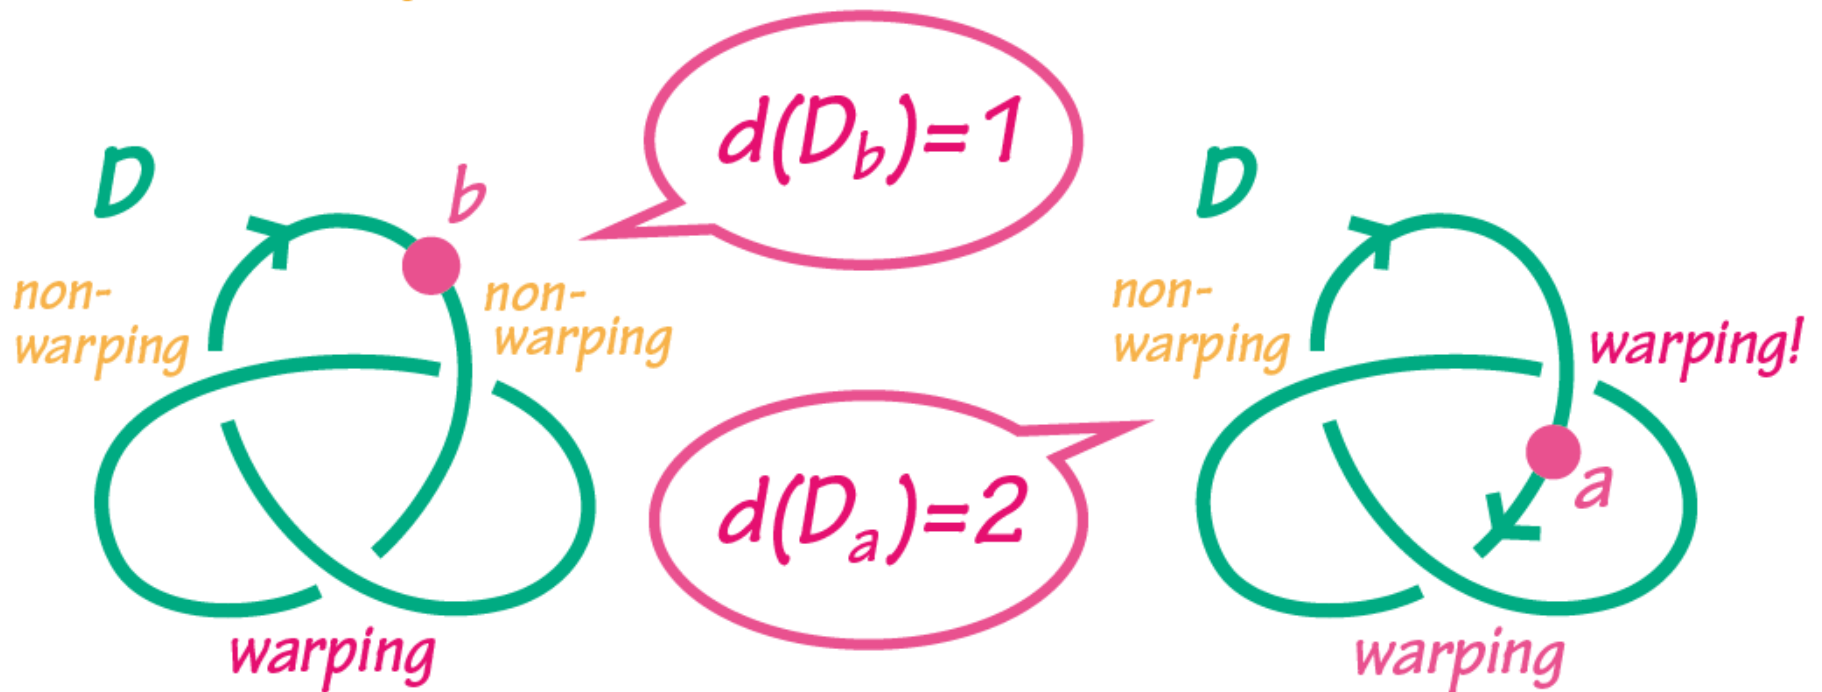 D
b
non-
warping
non-
warping
warping
d(D_b)=1
d(D_a)=2
D
non-
warping
warping!
a
warping